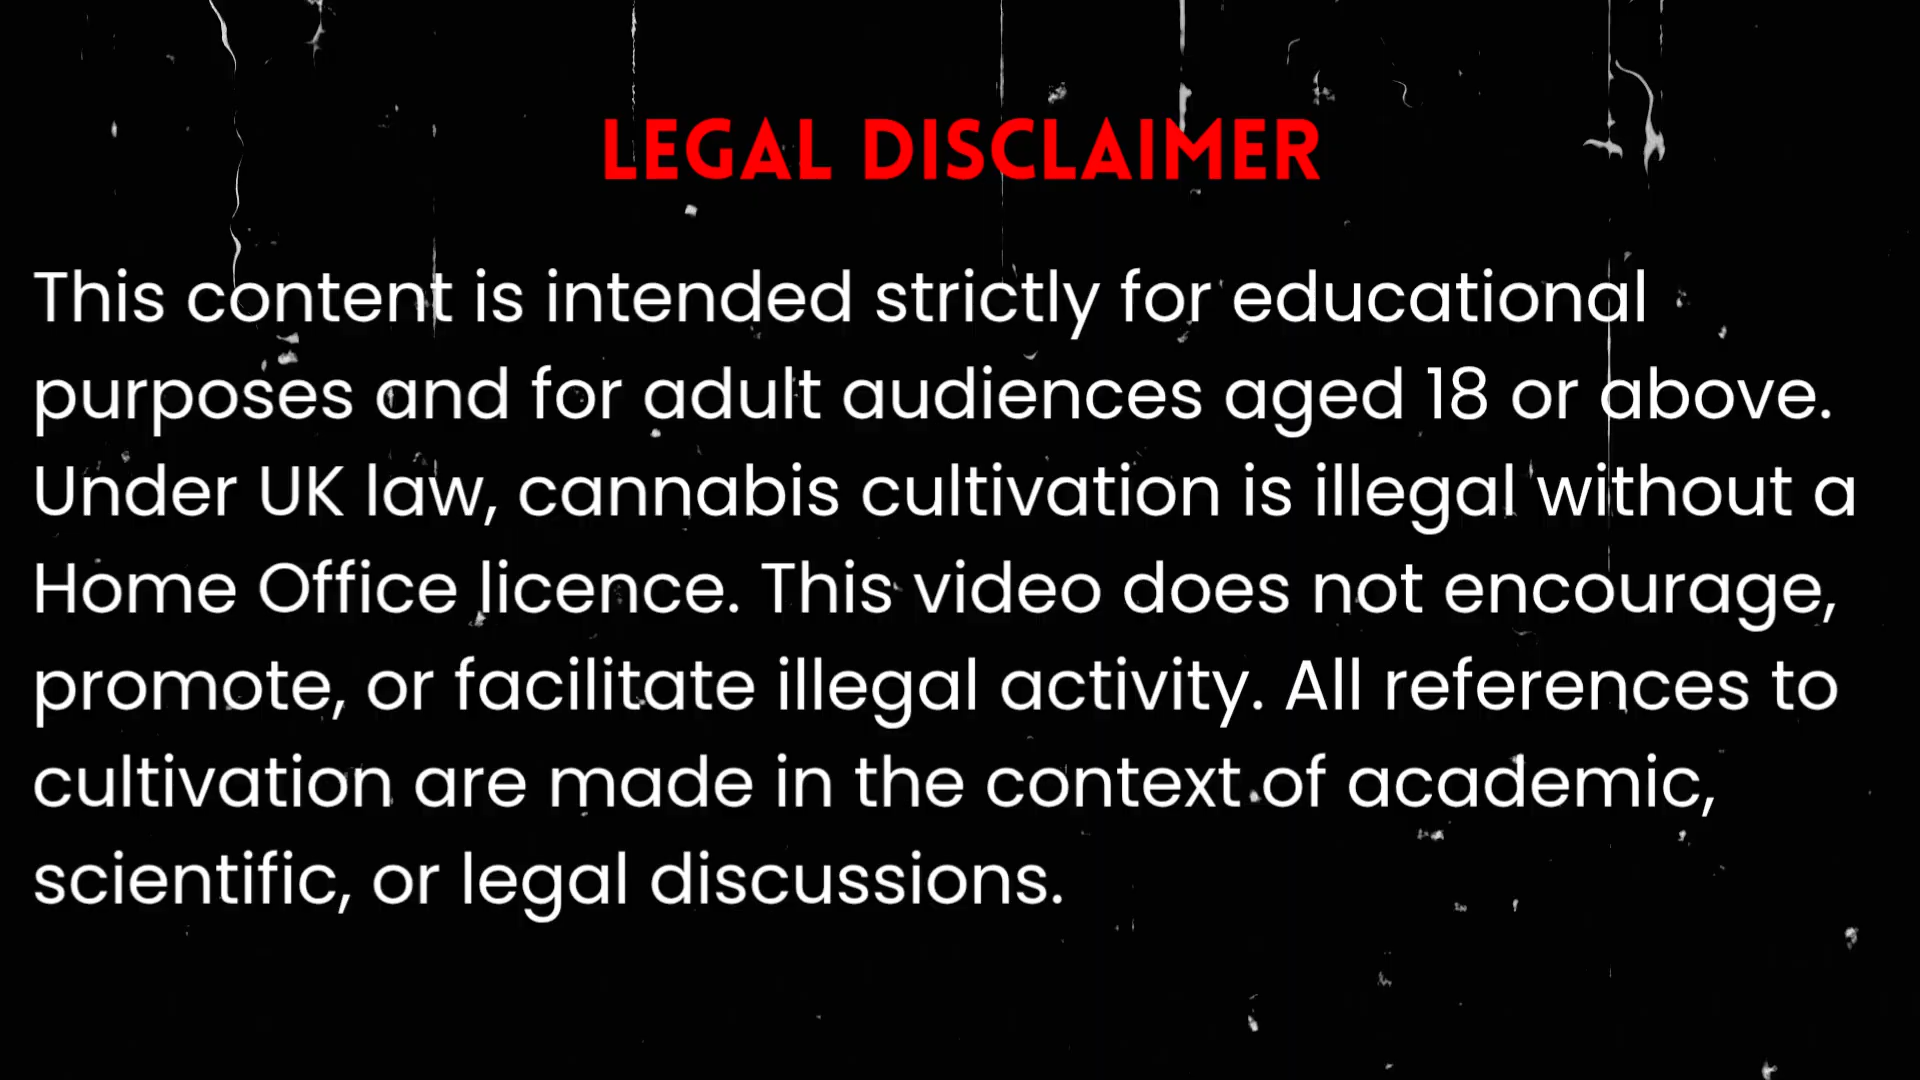 LEGAL DISCLAIMER
This content is intended strictly for educational
purposes and for adult audiences aged 18 or above.
Under UK law, cannabis cultivation is illegal without a
Home Office licence. This video does not encourage,
promote, or facilitate illegal activity. All references to
cultivation are made in the context of academic,
scientific, or legal discussions.